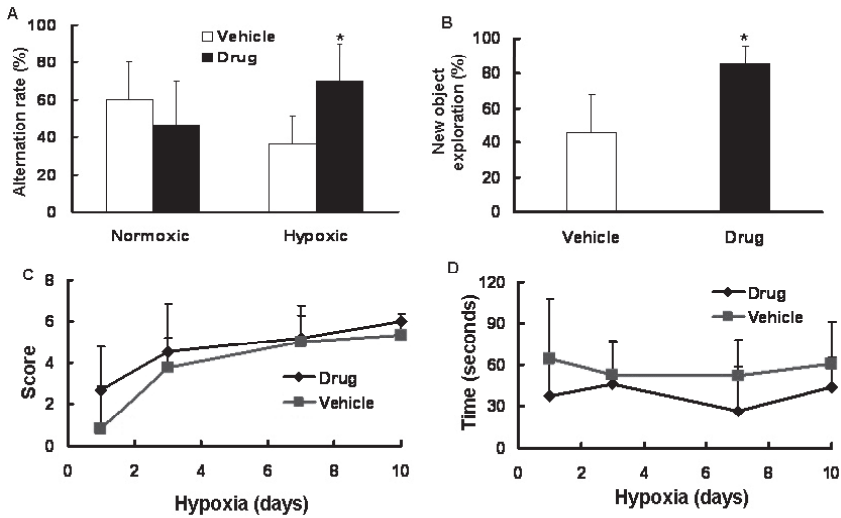 A
Alternation rate (%)
100
80
60
40
20
0
Vehicle
Drug
*
Normoxic
Hypoxic
B
New object
exploration (%)
100
80
60
40
20
0
*
Vehicle
Drug
C
Score
8
6
4
2
0
Drug
Vehicle
0 2 4 6 8 10
Hypoxia (days)
D
Time (seconds)
120
90
60
30
0
Drug
Vehicle
0 2 4 6 8 10
Hypoxia (days)